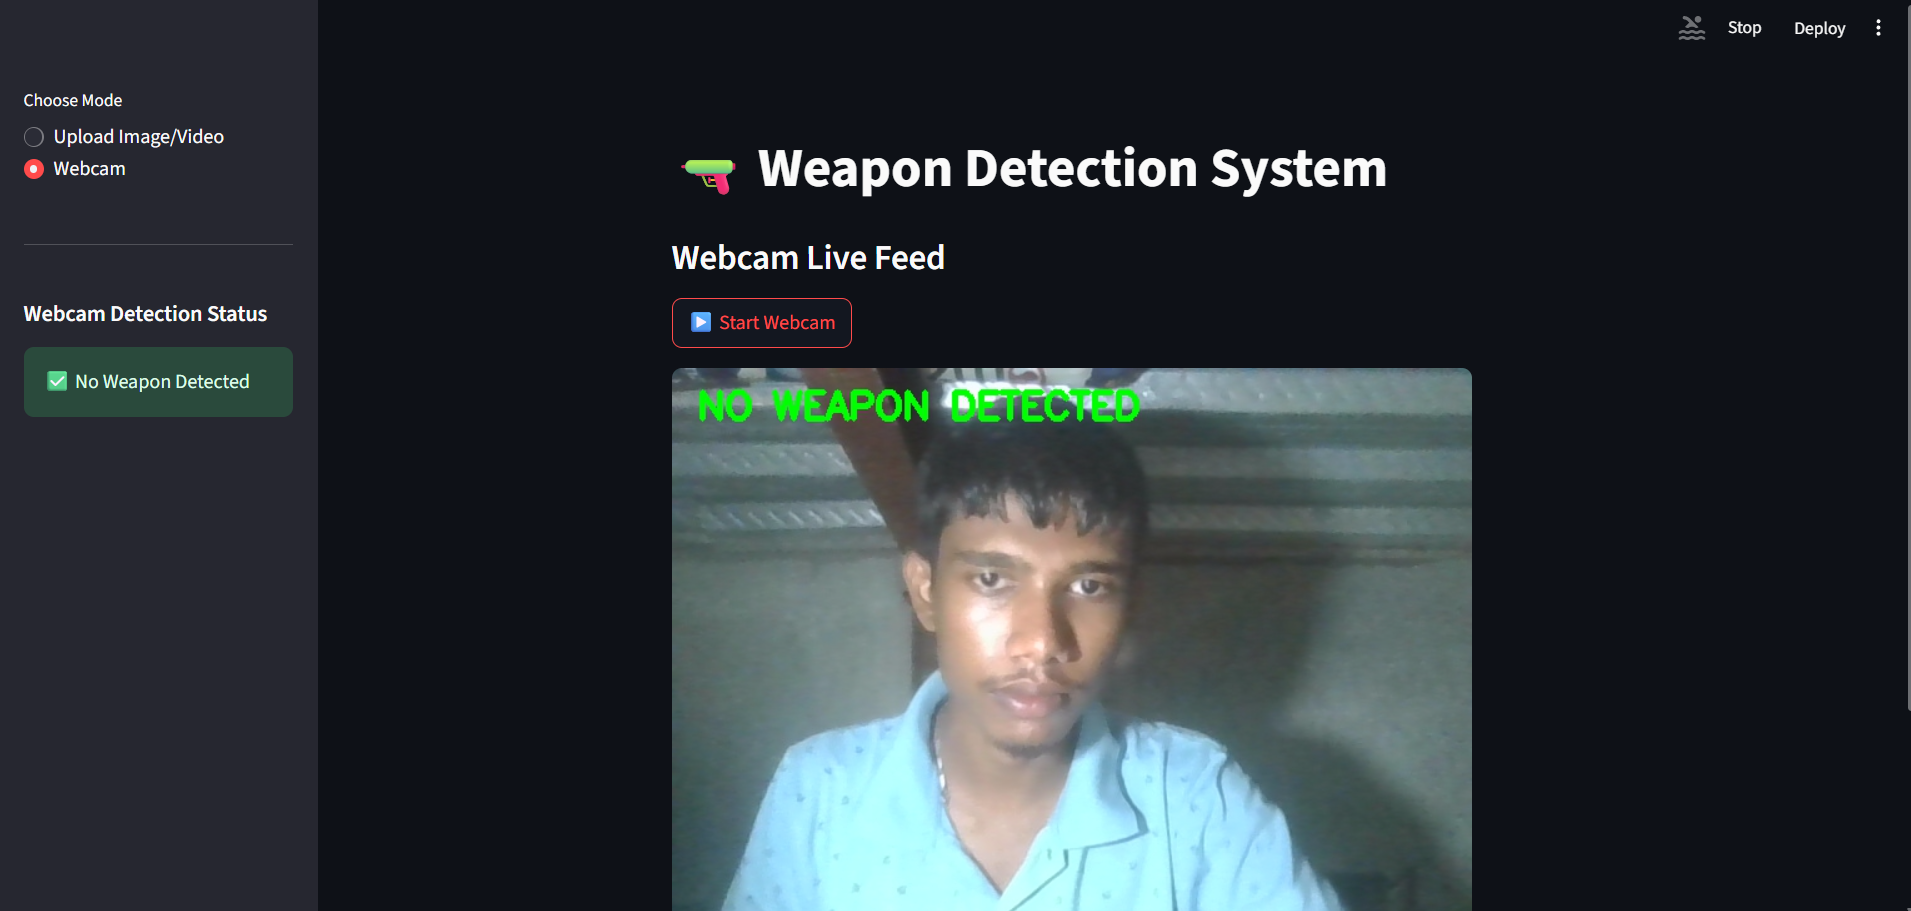 Stop
Deploy
Choose Mode
Upload Image/Video
Webcam
Webcam Detection Status
No Weapon Detected
Weapon Detection System
Webcam Live Feed
Start Webcam
NO WEAPON DETECTED